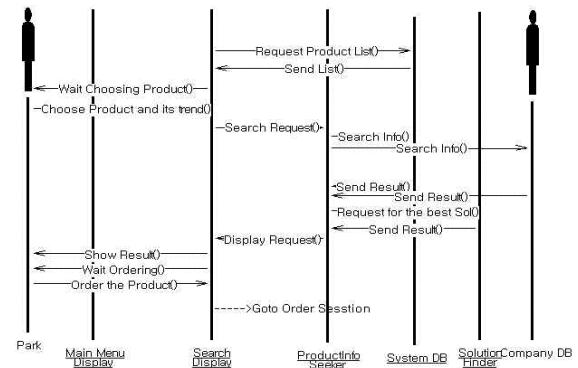 Request Product List()
Send List()
Wait Choosing Product()
Choose Product and its trend()
Search Request()
Search Info()
Search Info()
Send Result()
Send Result()
Request for the best Sol()
Send Result()
Display Request()
Show Result()
Wait Ordering()
Order the Product()
Goto Order Sesstion
Park
Main Menu
Display
Search
Display
ProductInfo
Seeker
System DB
Solution
Finder
Company DB